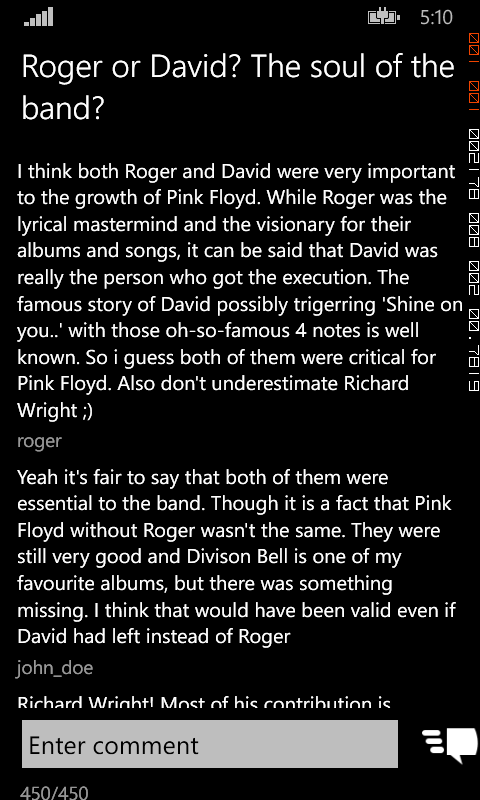 5:10
Roger or David? The soul of the
band?
I think both Roger and David were very important
to the growth of Pink Floyd. While Roger was the
lyrical mastermind and the visionary for their
albums and songs, it can be said that David was
really the person who got the execution. The
famous story of David possibly trigerring 'Shine on
you..' with those oh-so-famous 4 notes is well
known. So i guess both of them were critical for
Pink Floyd. Also don't underestimate Richard
Wright ;)
roger
Yeah it's fair to say that both of them were
essential to the band. Though it is a fact that Pink
Floyd without Roger wasn't the same. They were
still very good and Divison Bell is one of my
favourite albums, but there was something
missing. I think that would have been valid even if
David had left instead of Roger
john_doe
Richard Wright! Most of his contribution is
Enter comment
450/450
001 001 002178 008 002 00.7819